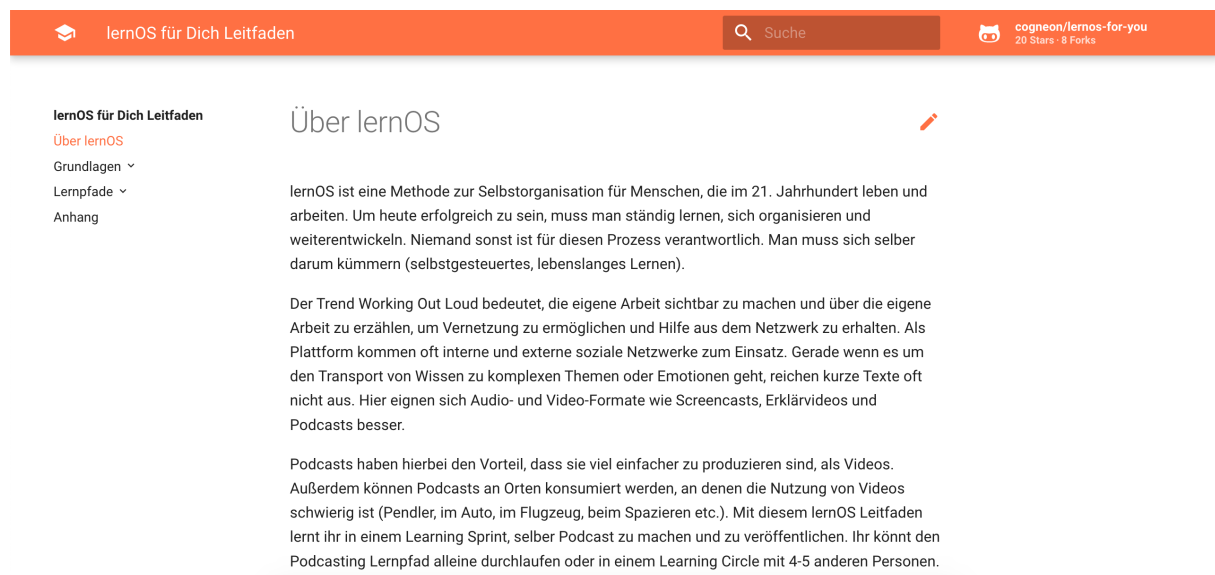 lernOS für Dich Leitfaden
Suche
cogneon/lernos-for-you
20 Stars · 8 Forks
lernOS für Dich Leitfaden
Über lernOS
Grundlagen
Lernpfade
Anhang
Über lernOS
lernOS ist eine Methode zur Selbstorganisation für Menschen, die im 21. Jahrhundert leben und
arbeiten. Um heute erfolgreich zu sein, muss man ständig lernen, sich organisieren und
weiterentwickeln. Niemand sonst ist für diesen Prozess verantwortlich. Man muss sich selber
darum kümmern (selbstgesteuertes, lebenslanges Lernen).
Der Trend Working Out Loud bedeutet, die eigene Arbeit sichtbar zu machen und über die eigene
Arbeit zu erzählen, um Vernetzung zu ermöglichen und Hilfe aus dem Netzwerk zu erhalten. Als
Plattform kommen oft interne und externe soziale Netzwerke zum Einsatz. Gerade wenn es um
den Transport von Wissen zu komplexen Themen oder Emotionen geht, reichen kurze Texte oft
nicht aus. Hier eignen sich Audio- und Video-Formate wie Screencasts, Erklärvideos und
Podcasts besser.
Podcasts haben hierbei den Vorteil, dass sie viel einfacher zu produzieren sind, als Videos.
Außerdem können Podcasts an Orten konsumiert werden, an denen die Nutzung von Videos
schwierig ist (Pendler, im Auto, im Flugzeug, beim Spazieren etc.). Mit diesem lernOS Leitfaden
lernt ihr in einem Learning Sprint, selber Podcast zu machen und zu veröffentlichen. Ihr könnt den
Podcasting Lernpfad alleine durchlaufen oder in einem Learning Circle mit 4-5 anderen Personen.